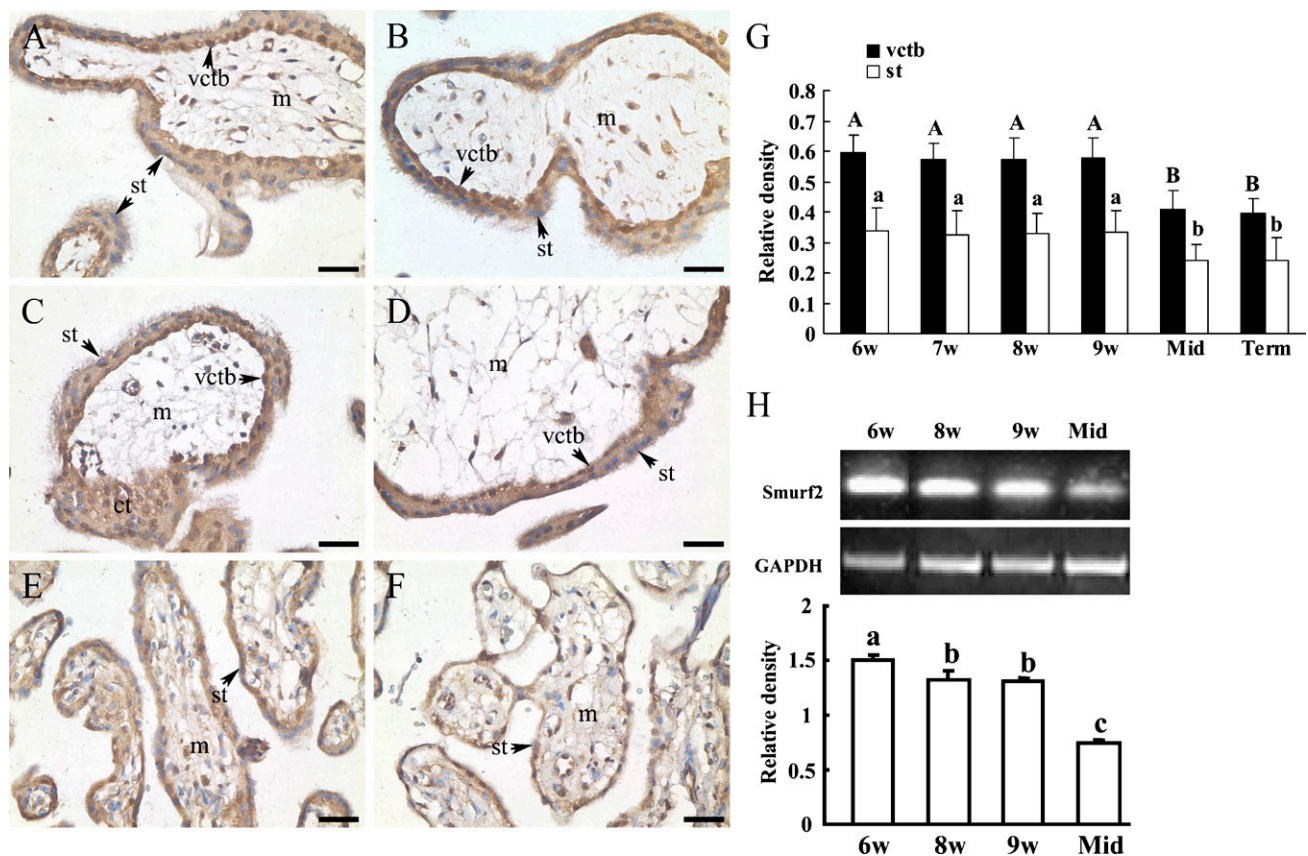 A
vctb
m
st
B
m
vctb
st
C
st
vctb
m
ct
D
m
vctb
st
E
st
m
F
m
st
G
vctb
st
Relative density
0.8
0.7
0.6
0.5
0.4
0.3
0.2
0.1
0
A A A A B B
a a a a b b
6w 7w 8w 9w Mid Term
H
6w 8w 9w Mid
Smurf2
GAPDH
Relative density
2
1.5
1
0.5
0
a b b c
6w 8w 9w Mid